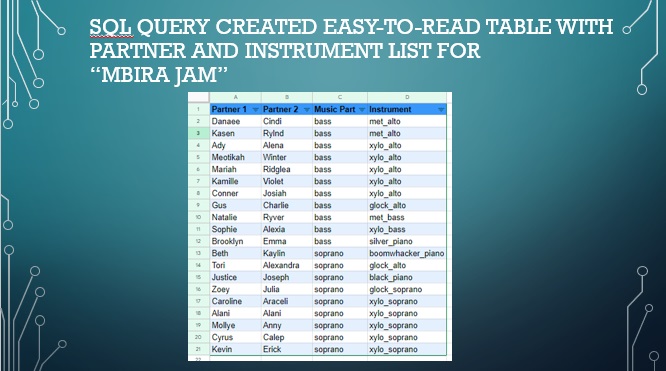 SQL QUERY CREATED EASY-TO-READ TABLE WITH
PARTNER AND INSTRUMENT LIST FOR
“MBIRA JAM”
A B C D
1 Partner 1 Partner 2 Music Part Instrument
2 Danaee Cindi bass met_alto
3 Kasen Rylnd bass met_alto
4 Ady Alena bass xylo_alto
5 Meotikah Winter bass xylo_alto
6 Mariah Ridglea bass xylo_alto
7 Kamille Violet bass xylo_alto
8 Conner Josiah bass xylo_alto
9 Gus Charlie bass glock_alto
10 Natalie Ryver bass met_bass
11 Sophie Alexia bass xylo_bass
12 Brooklyn Emma bass silver_piano
13 Beth Kaylin soprano boomwhacker_piano
14 Tori Alexandra soprano glock_alto
15 Justice Joseph soprano black_piano
16 Zoey Julia soprano glock_soprano
17 Caroline Araceli soprano xylo_soprano
18 Alani Alani soprano xylo_soprano
19 Mollye Anny soprano xylo_soprano
20 Cyrus Calep soprano xylo_soprano
21 Kevin Erick soprano xylo_soprano
22